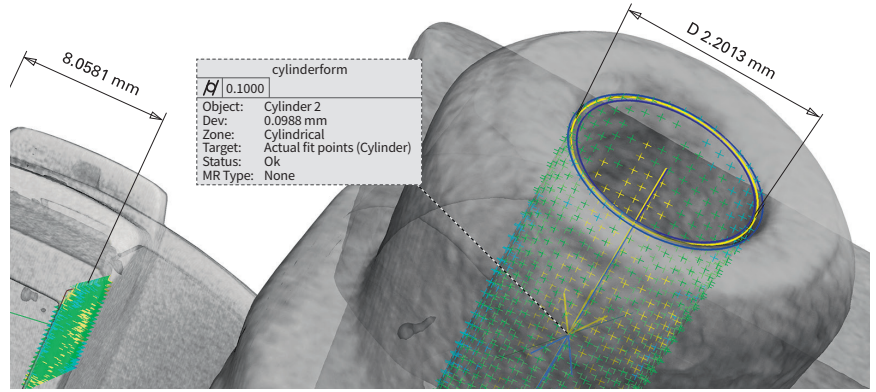 8.0581 mm
D 2.2013 mm
cylinderform
0.1000
Object: Cylinder 2
Dev: 0.0988 mm
Zone: Cylindrical
Target: Actual fit points (Cylinder)
Status: Ok
MR Type: None